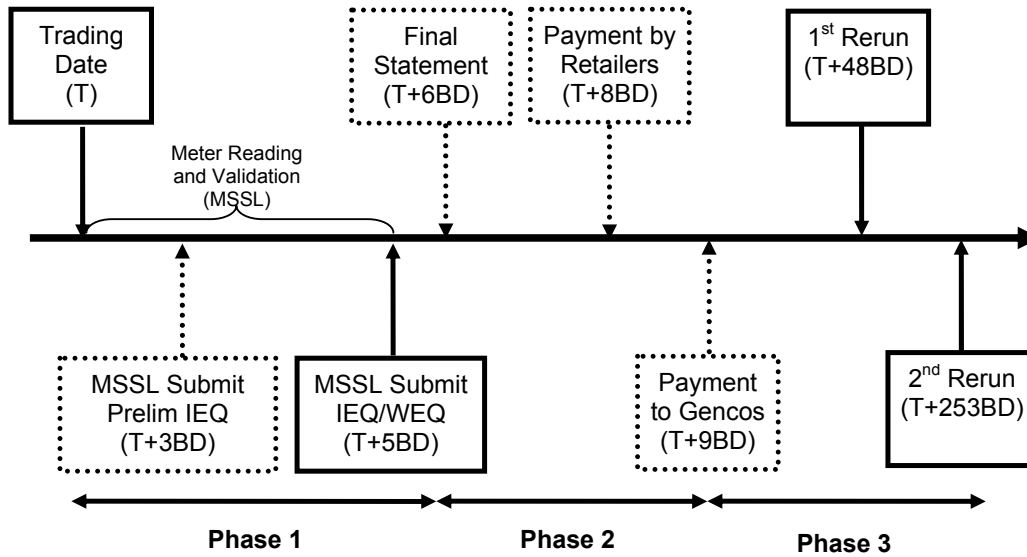 Trading
Date
(T)
Final
Statement
(T+6BD)
Payment by
Retailers
(T+8BD)
1st Rerun
(T+48BD)
Meter Reading
and Validation
(MSSL)
MSSL Submit
Prelim IEQ
(T+3BD)
MSSL Submit
IEQ/WEQ
(T+5BD)
Payment
to Gencos
(T+9BD)
2nd Rerun
(T+253BD)
Phase 1
Phase 2
Phase 3